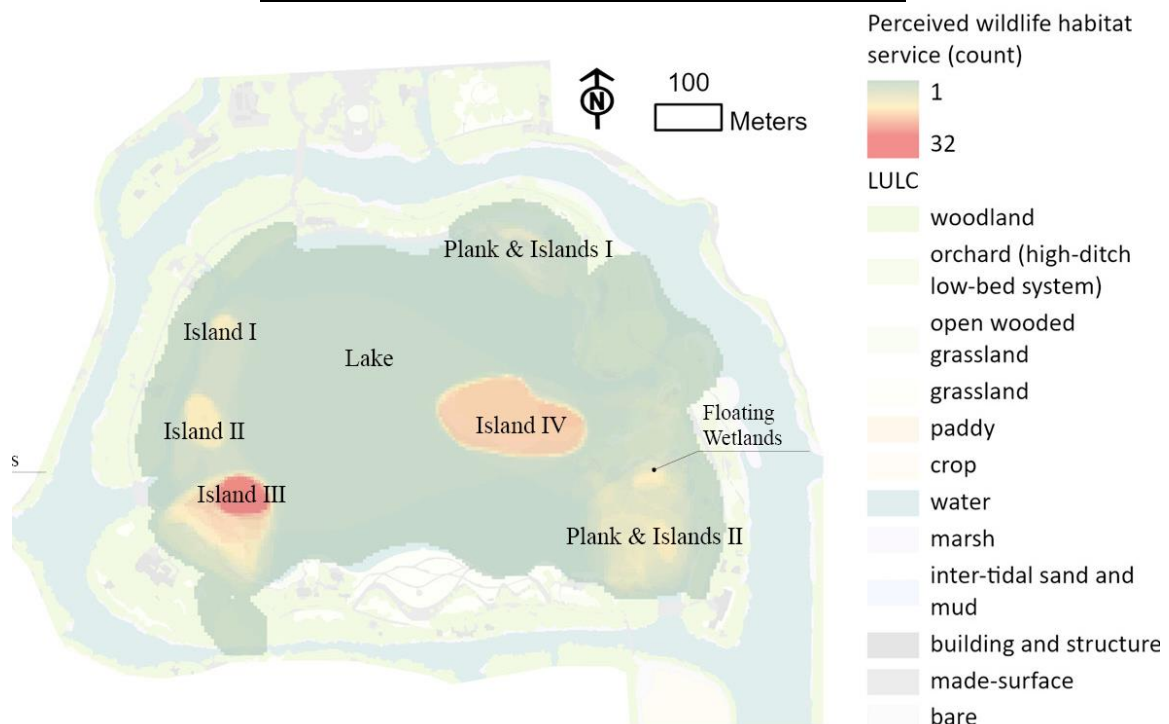 Perceived wildlife habitat
service (count)
1
32
LULC
woodland
orchard (high-ditch
low-bed system)
open wooded
grassland
grassland
paddy
crop
water
marsh
inter-tidal sand and
mud
building and structure
made-surface
bare
N
100
Meters
Plank & Islands I
Island I
Lake
Island II
Island IV
Floating
Wetlands
s
Island III
Plank & Islands II